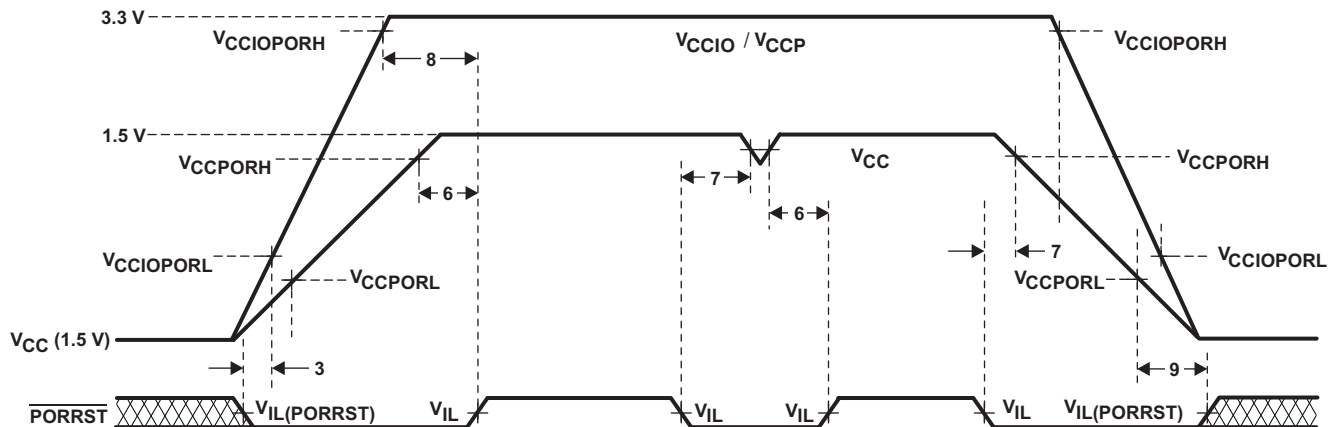 3.3 V
VCCIOPORH
8
VCCIO / VCCP
VCCIOPORH
1.5 V
VCCPORH
6
7
VCC
6
VCCPORH
7
VCCIOPORL
VCCPORL
VCCPORL
VCCIOPORL
VCC (1.5 V)
3
9
PORRST
VIL(PORRST)
VIL
VIL
VIL
VIL
VIL(PORRST)